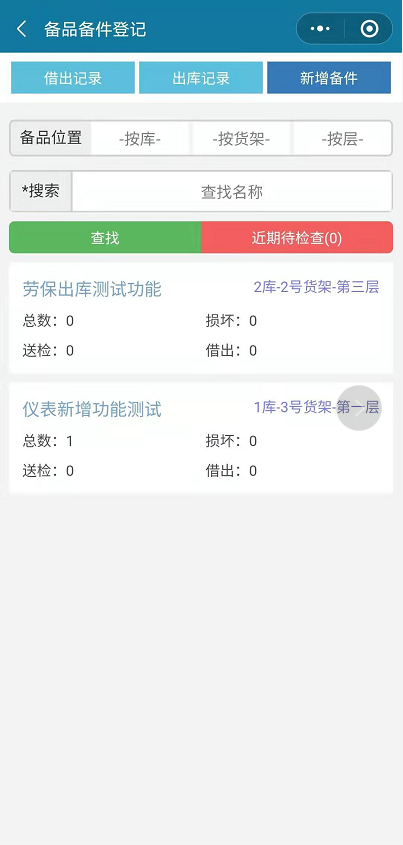 备品备件登记
借出记录 出库记录 新增备件
备品位置 -按库- -按货架- -按层-
*搜索 查找名称
查找 近期待检查(0)
劳保出库测试功能 2库-2号货架-第三层
总数：0 损坏：0
送检：0 借出：0
仪表新增功能测试 1库-3号货架-第一层
总数：1 损坏：0
送检：0 借出：0